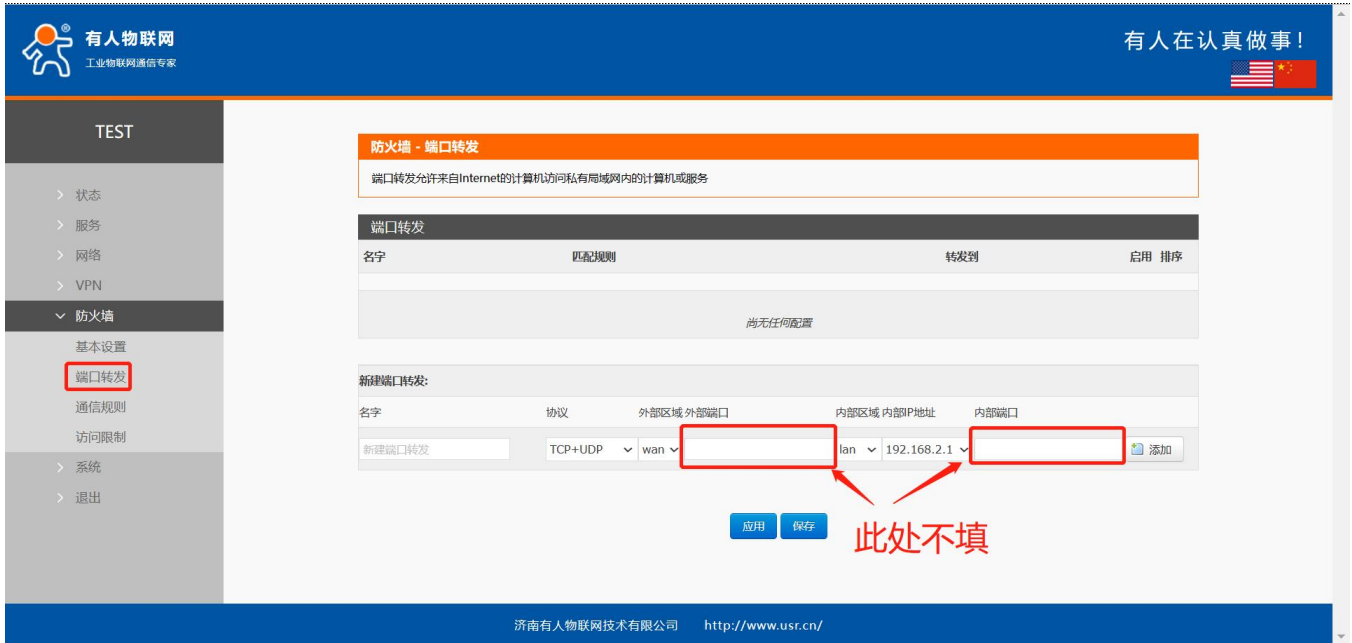 有人物联网
®
工业物联网通信专家
有人在认真做事!
TEST
状态
服务
网络
VPN
防火墙
基本设置
端口转发
通信规则
访问限制
系统
退出
防火墙 - 端口转发
端口转发允许来自Internet的计算机访问私有局域网内的计算机或服务
端口转发
名字 匹配规则 转发到 启用 排序
尚无任何配置
新建端口转发:
名字 协议 外部区域 外部端口 内部区域 内部IP地址 内部端口
新建端口转发 TCP+UDP wan lan 192.168.2.1 添加
应用 保存
此处不填
济南有人物联网技术有限公司 http://www.usr.cn/